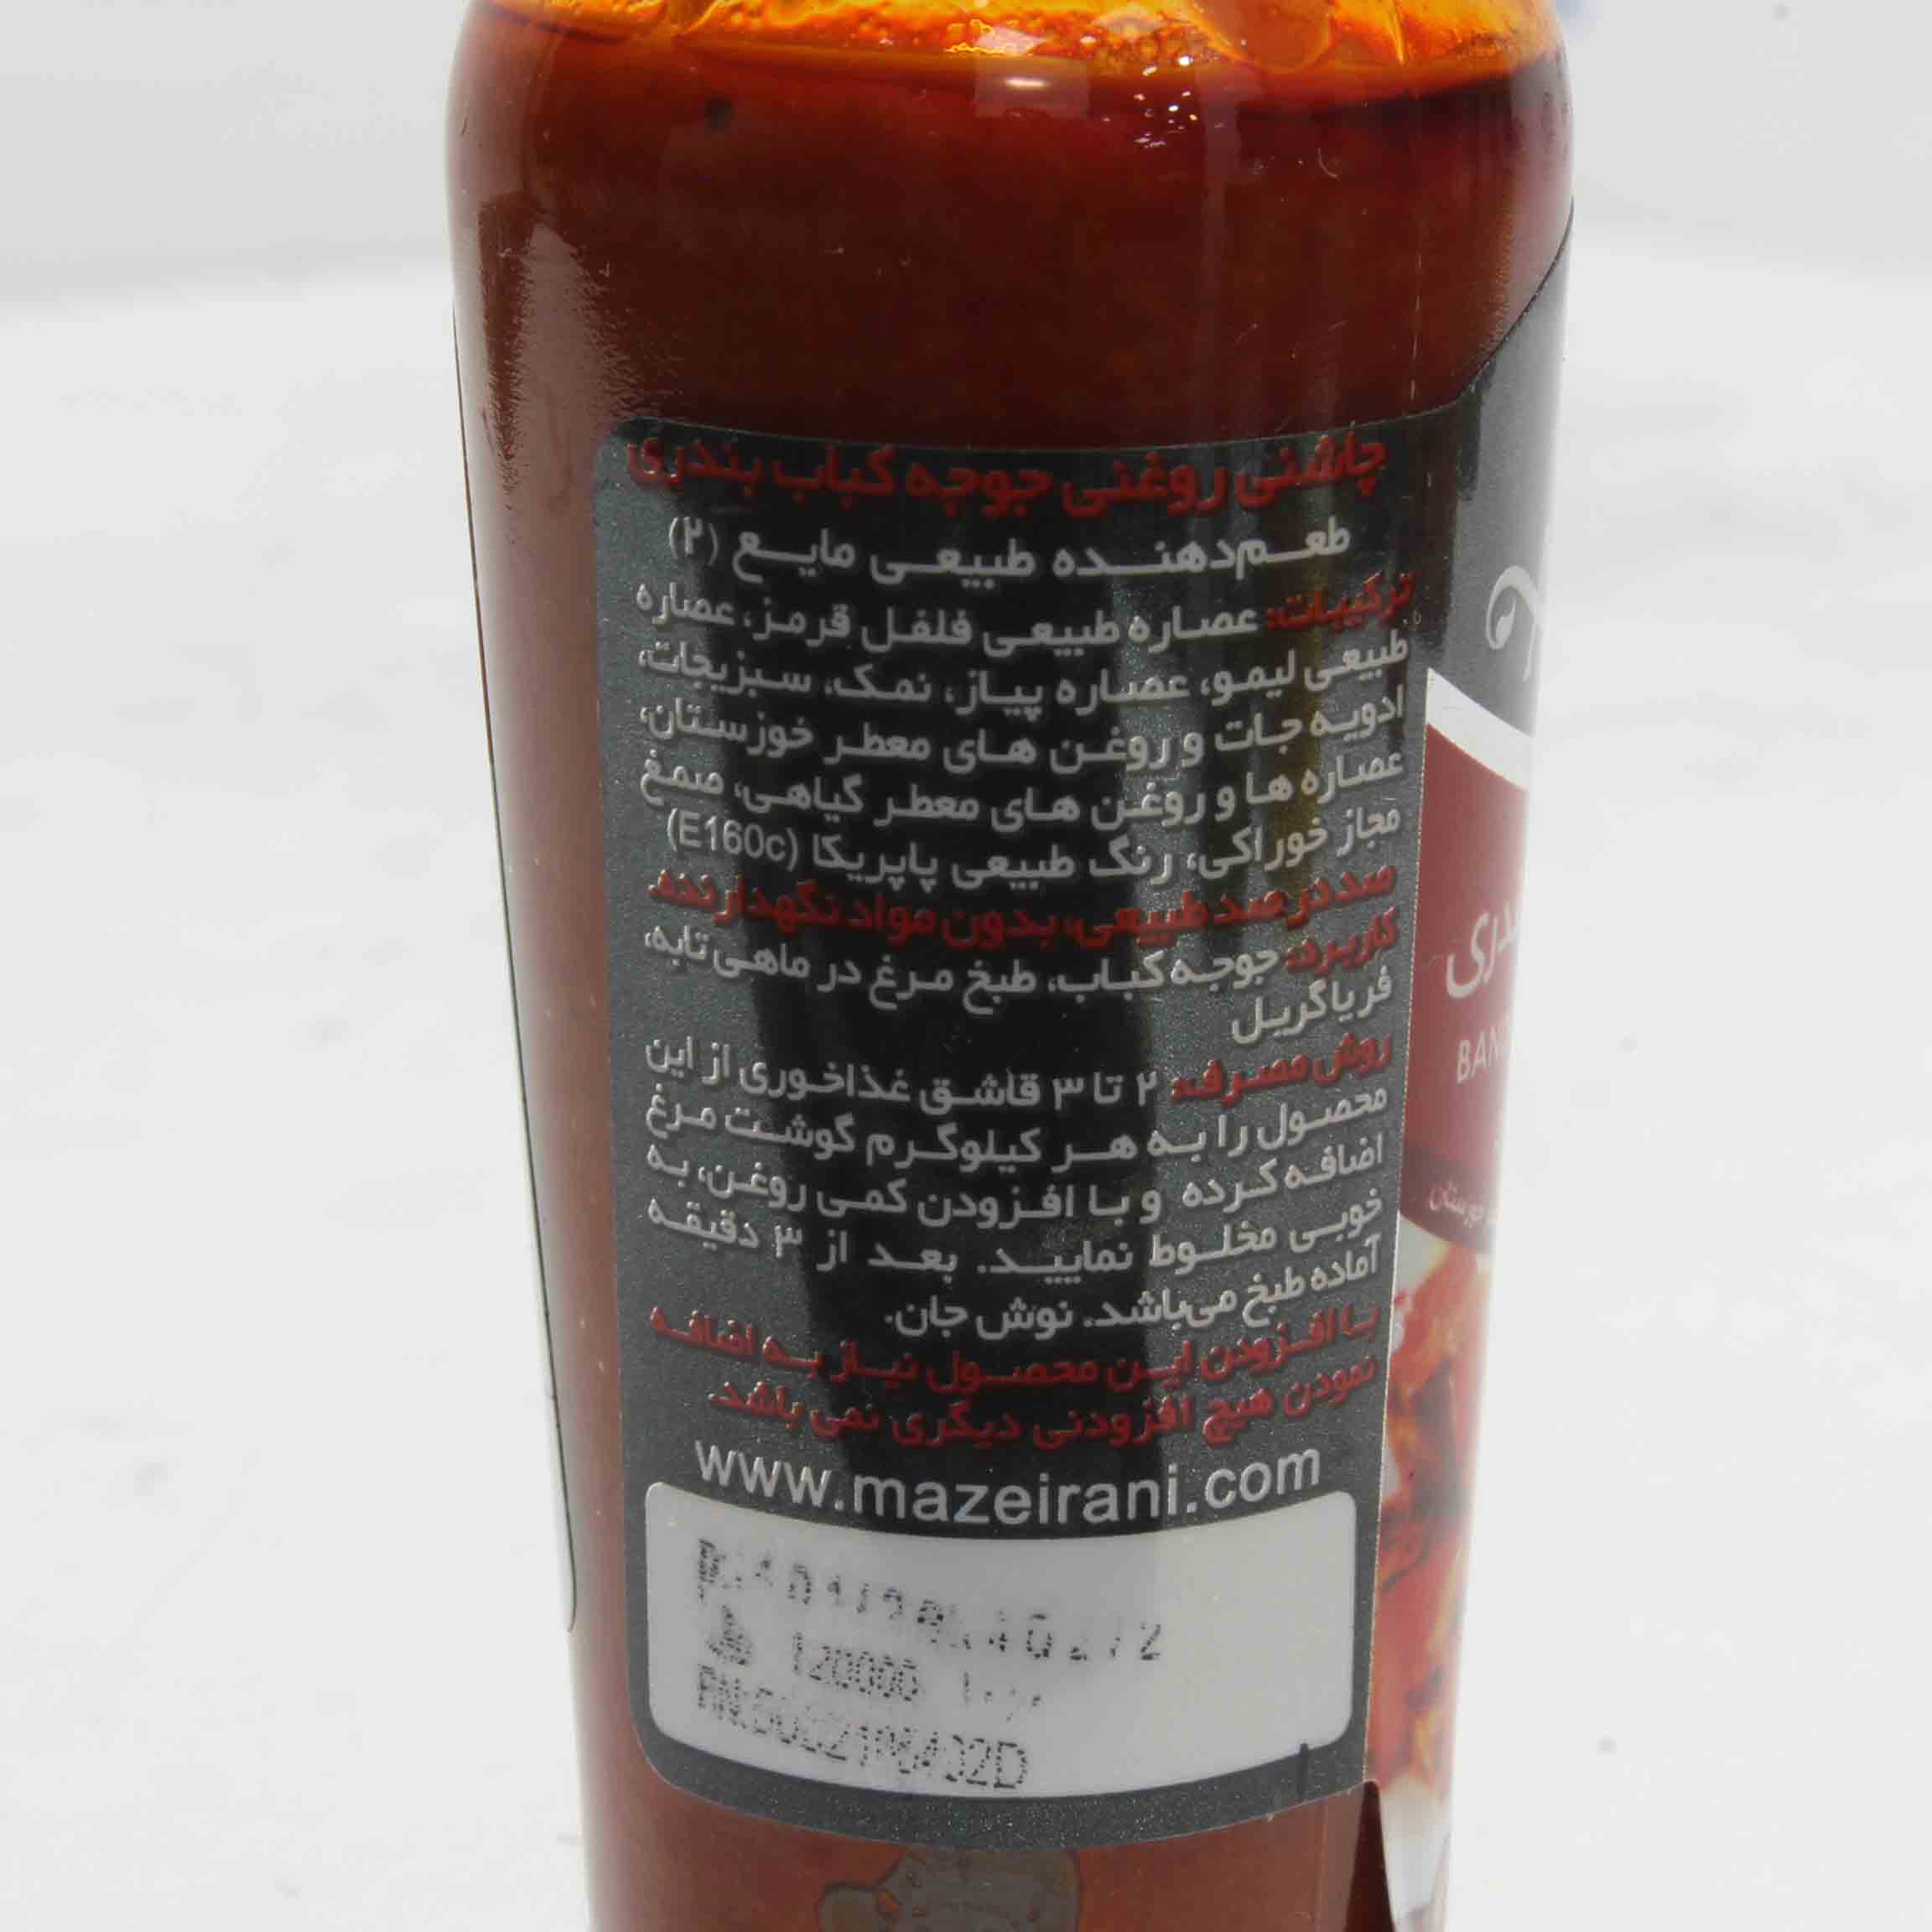 چاشنی روغنی جوجه کباب بندری
طعم‌دهنده طبیعی مایع (۲)
ترکیبات: عصاره طبیعی فلفل قرمز، عصاره
طبیعی لیمو، عصاره پیاز، نمک، سبزیجات،
ادویه جات و روغن های معطر خوزستان،
عصاره ها و روغن های معطر گیاهی، صمغ
مجاز خوراکی، رنگ طبیعی پاپریکا (E160c)
صددرصد طبیعی، بدون مواد نگهدارنده.
کاربرد: جوجه کباب، طبخ مرغ در ماهی تابه،
فر یا گریل
روش مصرف: ۲ تا ۳ قاشق غذاخوری از این
محصول را به هر کیلوگرم گوشت مرغ
اضافه کرده و با افزودن کمی روغن، به
خوبی مخلوط نمایید. بعد از ۳ دقیقه
آماده طبخ می‌باشد. نوش جان.
با افزودن این محصول نیاز به اضافه
نمودن هیچ افزودنی دیگری نمی باشد.
www.mazeirani.com
120000